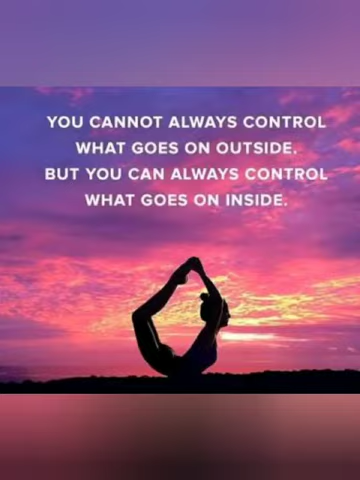 YOU CANNOT ALWAYS CONTROL
WHAT GOES ON OUTSIDE.
BUT YOU CAN ALWAYS CONTROL
WHAT GOES ON INSIDE.